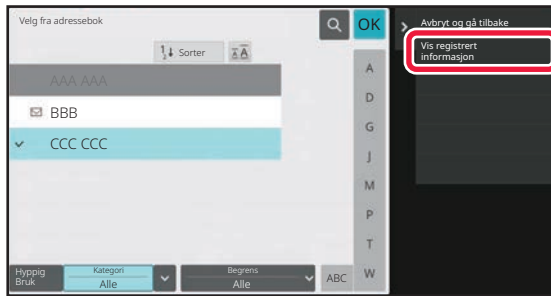 Velg fra adressebok
OK
Avbryt og gå tilbake
Vis registrert
informasjon
Sorter
AAA AAA
BBB
CCC CCC
A
D
G
J
M
P
T
W
Hyppig
Bruk
Kategori
Alle
Begrens
Alle
ABC